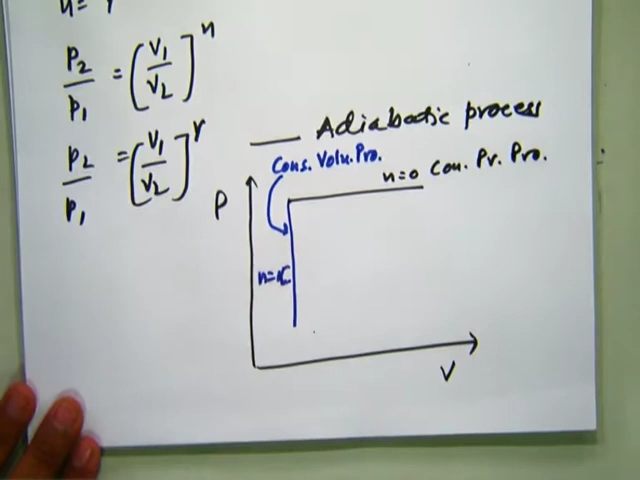 n = γ
P₂/P₁ = (V₁/V₂]ⁿ
P₂/P₁ = (V₁/V₂]^γ
— Adiabatic process
Cons. Volu. Pro.
n=0 Con. Pr. Pro.
P
V